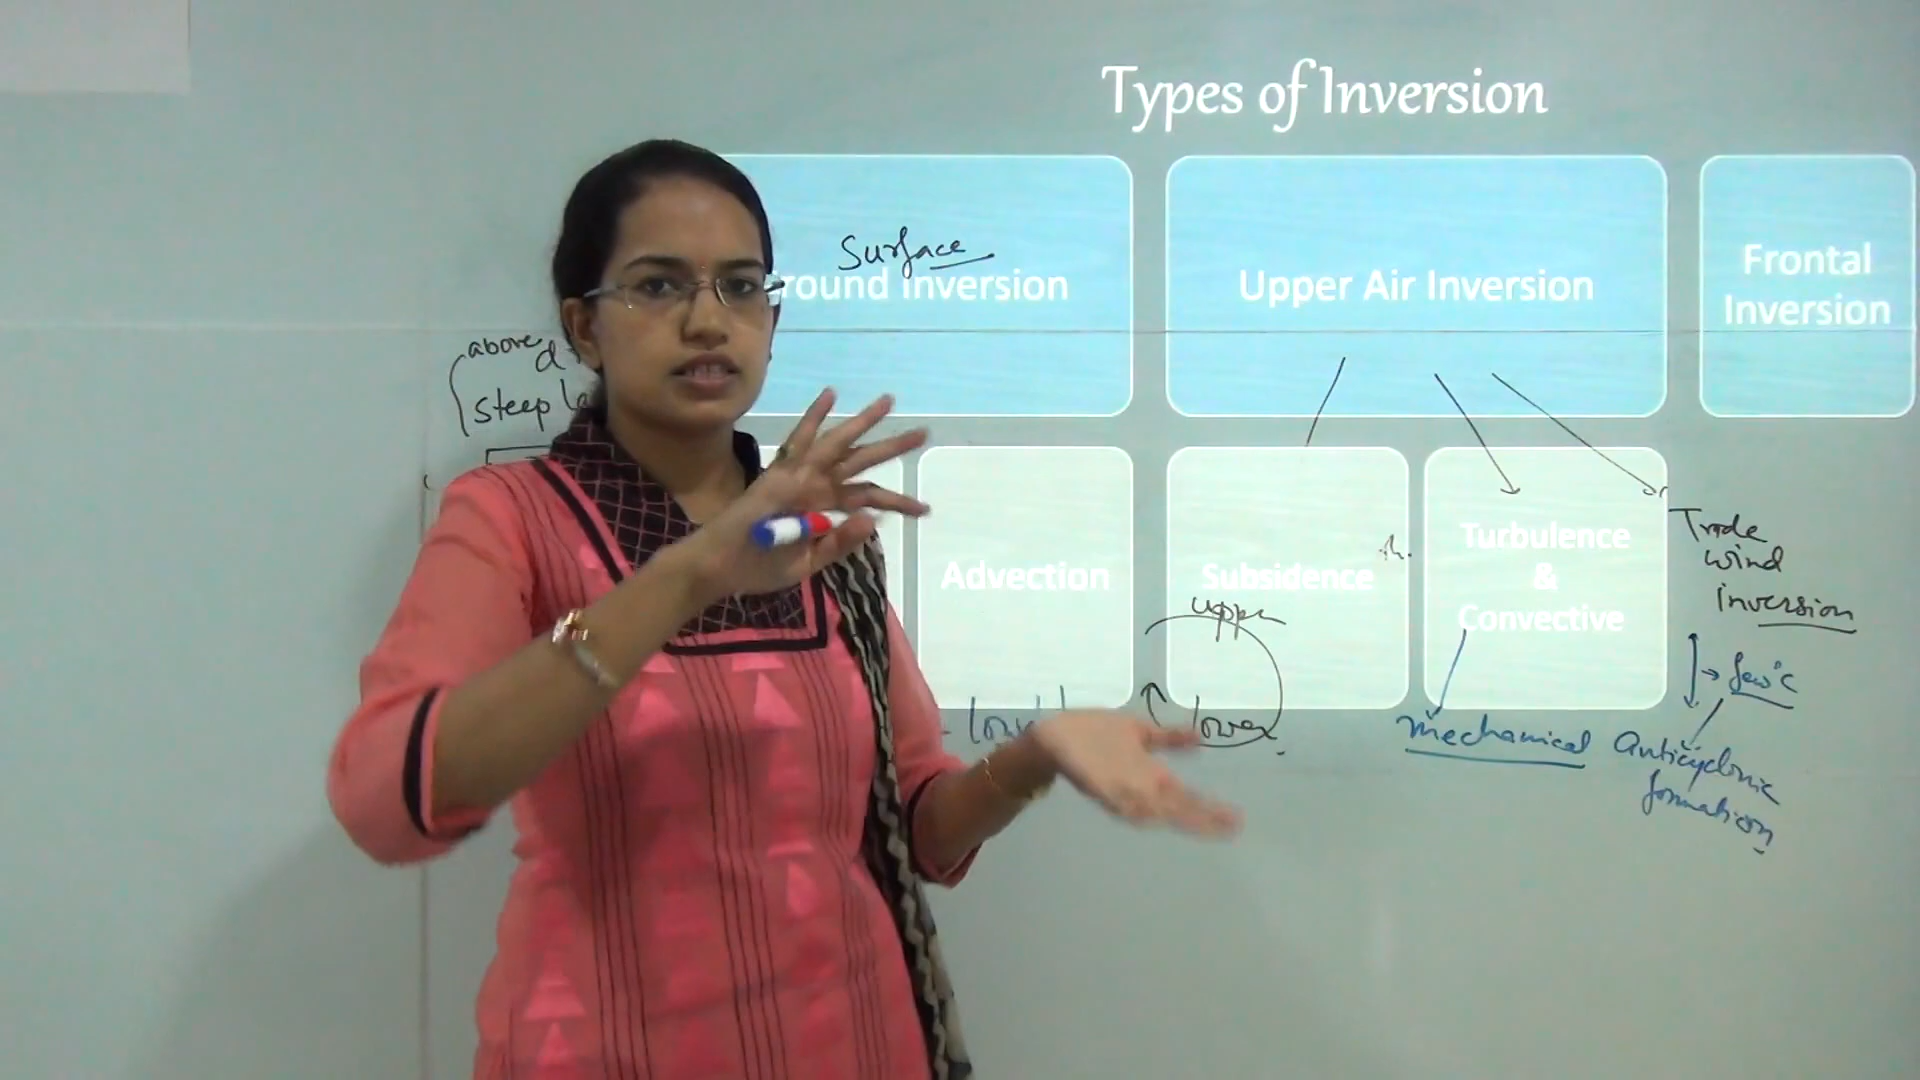 Types of Inversion
Surface
round Inversion
Upper Air Inversion
Frontal
Inversion
above
steep
Advection
Subsidence
upper
lower
Turbulence
&
Convective
mechanical
Trade
wind
inversion
Anticyclonic
formation